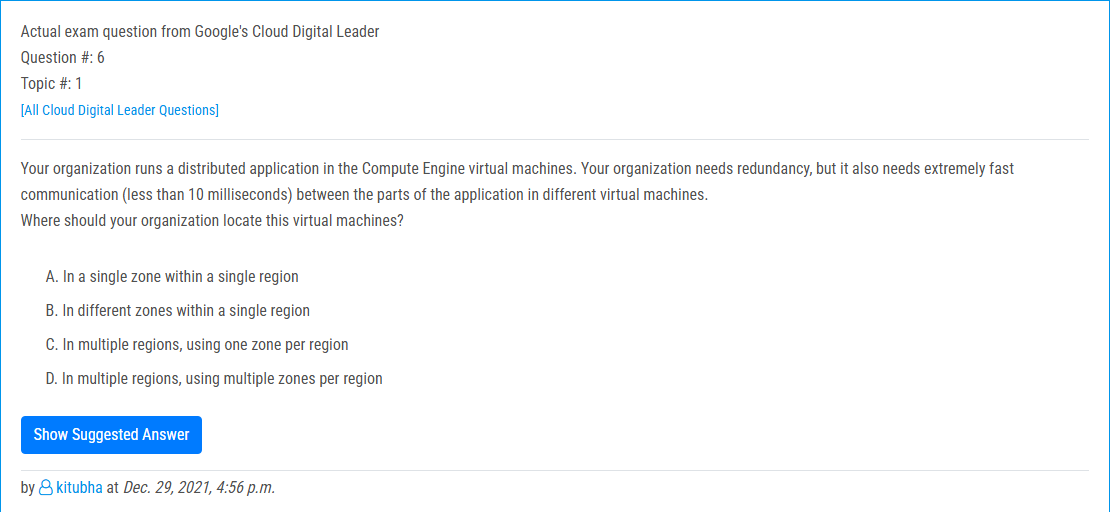 Actual exam question from Google's Cloud Digital Leader
Question #: 6
Topic #: 1
[All Cloud Digital Leader Questions]
Your organization runs a distributed application in the Compute Engine virtual machines. Your organization needs redundancy, but it also needs extremely fast
communication (less than 10 milliseconds) between the parts of the application in different virtual machines.
Where should your organization locate this virtual machines?
A. In a single zone within a single region
B. In different zones within a single region
C. In multiple regions, using one zone per region
D. In multiple regions, using multiple zones per region
Show Suggested Answer
by kitubha at Dec. 29, 2021, 4:56 p.m.